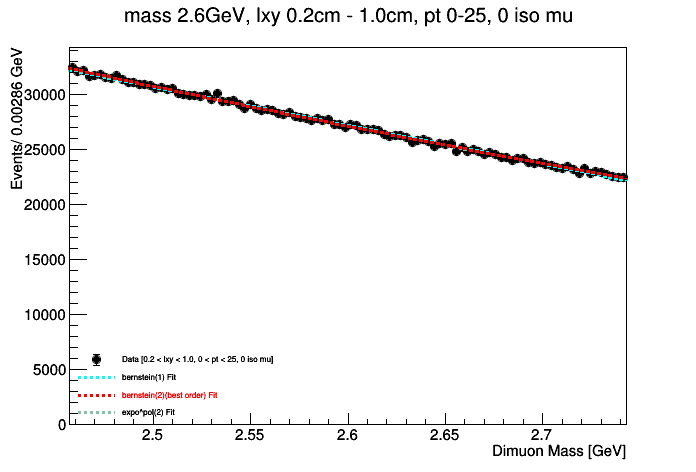 mass 2.6GeV, lxy 0.2cm - 1.0cm, pt 0-25, 0 iso mu
Events/ 0.00286 GeV
30000
25000
20000
15000
10000
5000
0
Data [0.2 < lxy < 1.0, 0 < pt < 25, 0 iso mu]
bernstein(1) Fit
bernstein(2)(best order) Fit
expo^pol(2) Fit
2.5 2.55 2.6 2.65 2.7
Dimuon Mass [GeV]